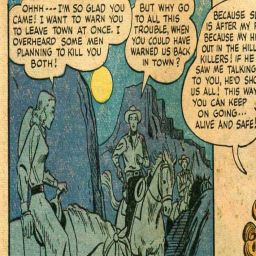 OHHH---I'M SO GLAD YOU
CAME! I WANT TO WARN YOU
TO LEAVE TOWN AT ONCE. I
OVERHEARD SOME MEN
PLANNING TO KILL YOU
BOTH!
BUT WHY GO
TO ALL THIS
TROUBLE, WHEN
YOU COULD HAVE
WARNED US BACK
IN TOWN?
BECAUSE
IS AFTER MY
BECAUSE MY
OUT IN THE
KILLERS! IF HE
SAW ME TALKING
TO YOU, HE'D
US ALL! THIS WAY
YOU CAN KEEP
ON GOING...
ALIVE AND SAFE!